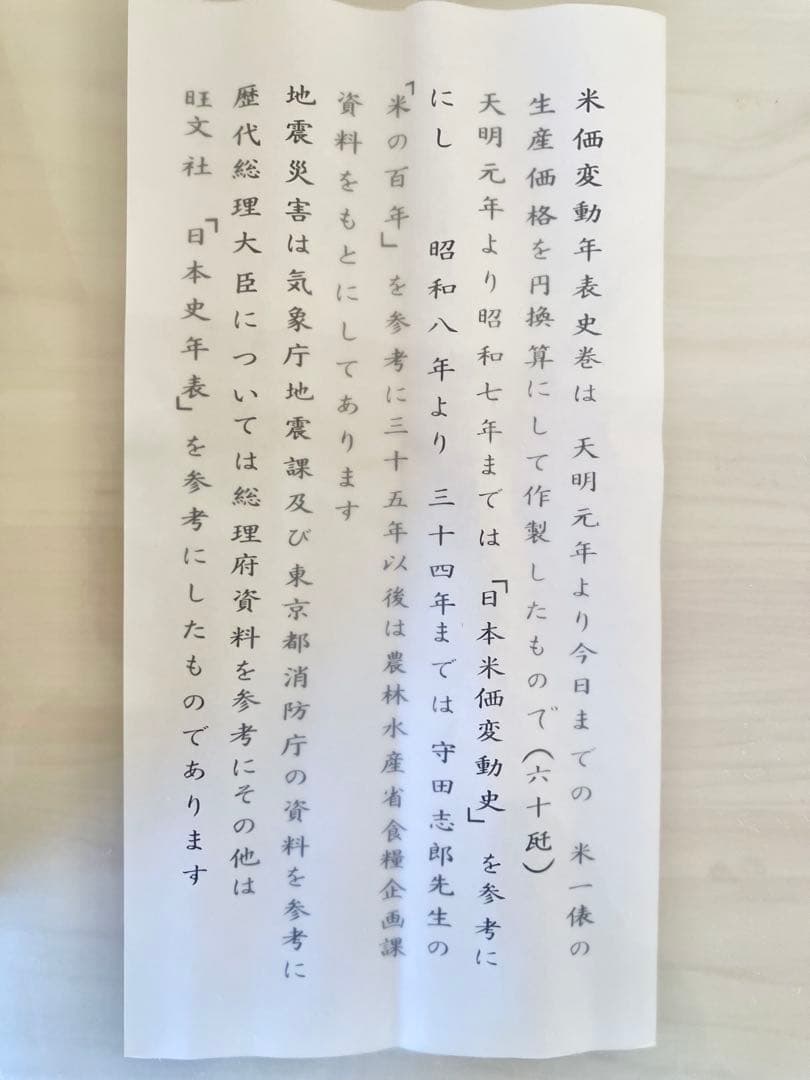 米価変動年表史巻は 天明元年より今日までの 米一俵の
生産価格を円換算にして作製したもので(六十瓩)
天明元年より昭和七年までは「日本米価変動史」を参考に
にし 昭和八年より 三十四年までは 守田志郎先生の
「米の百年」を参考に三十五年以後は農林水産省食糧企画課
資料をもとにしてあります
地震災害は気象庁地震課及び東京都消防庁の資料を参考に
歴代総理大臣については総理府資料を参考にその他は
旺文社 「日本史年表」を参考にしたものであります